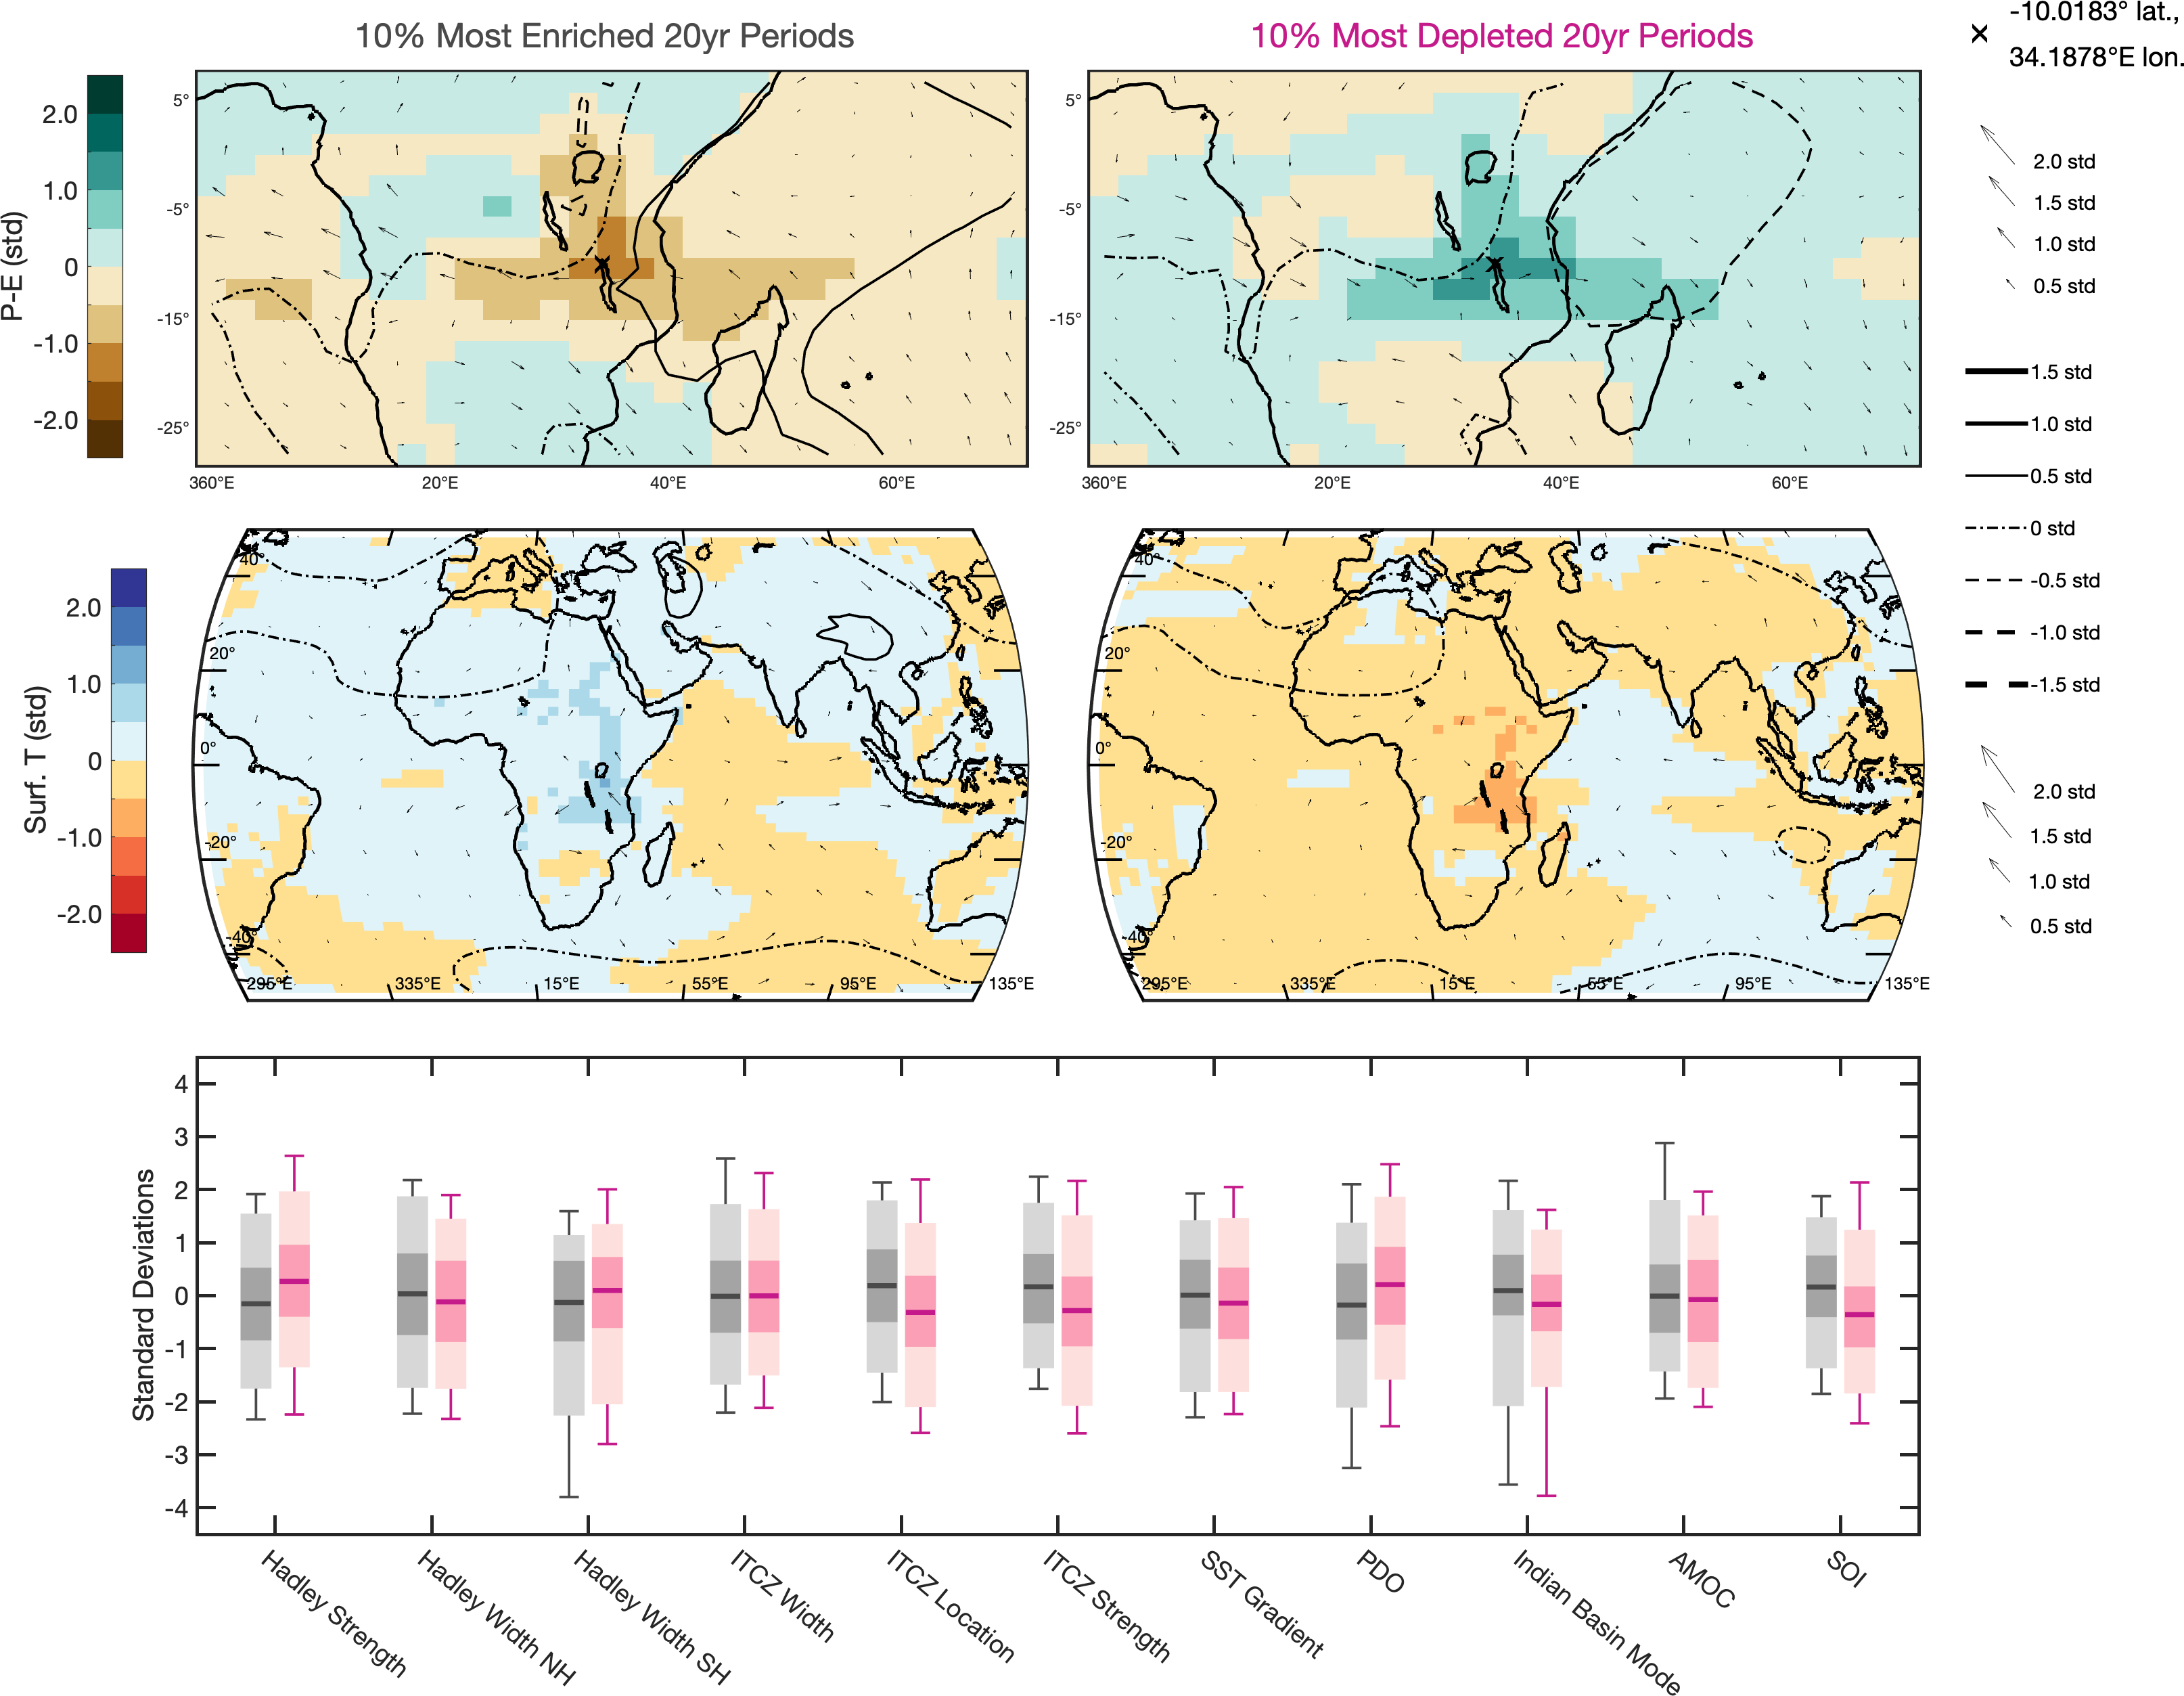 10% Most Enriched 20yr Periods
10% Most Depleted 20yr Periods
-10.0183° lat.,
34.1878°E lon.
P-E (std)
2.0
1.0
0
-1.0
-2.0
5°
-5°
-15°
-25°
360°E
20°E
40°E
60°E
5°
-5°
-15°
-25°
360°E
20°E
40°E
60°E
2.0 std
1.5 std
1.0 std
0.5 std
1.5 std
1.0 std
0.5 std
0 std
-0.5 std
-1.0 std
-1.5 std
Surf. T (std)
2.0
1.0
0
-1.0
-2.0
40°
20°
0°
-20°
-40°
295°E
335°E
15°E
55°E
95°E
135°E
40°
20°
0°
-20°
-40°
295°E
335°E
15°E
55°E
95°E
135°E
2.0 std
1.5 std
1.0 std
0.5 std
Standard Deviations
4
3
2
1
0
-1
-2
-3
-4
Hadley Strength
Hadley Width NH
Hadley Width SH
ITCZ Width
ITCZ Location
ITCZ Strength
SST Gradient
PDO
Indian Basin Mode
AMOC
SOI